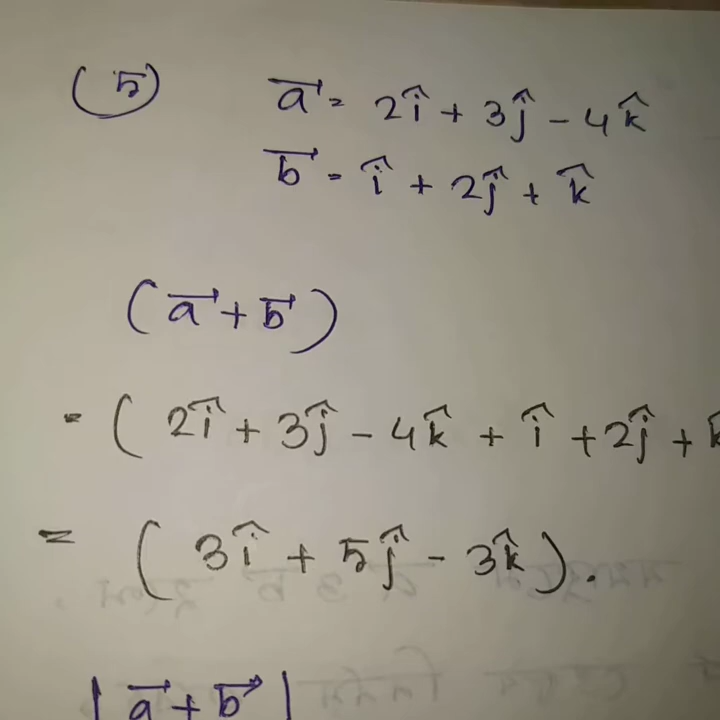 (5) a⃗ = 2î + 3ĵ - 4k̂
b⃗ = î + 2ĵ + k̂
(a⃗ + b⃗)
= (2î + 3ĵ - 4k̂ + î + 2ĵ + k̂
= (3î + 5ĵ - 3k̂).
|a⃗ + b⃗|